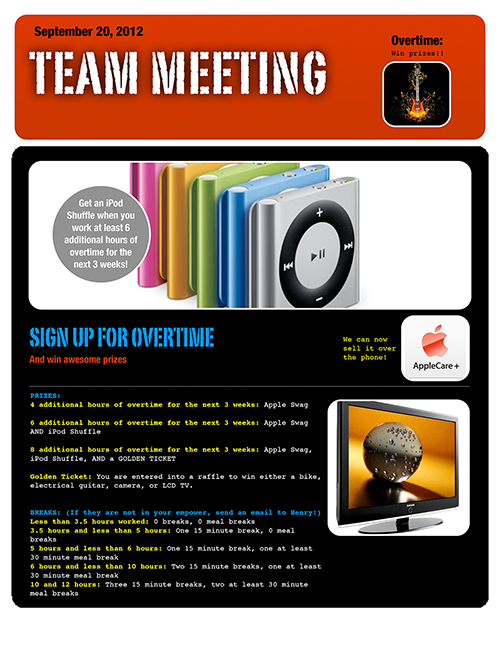 September 20, 2012
TEAM MEETING
Overtime:
Win prizes!!
Get an iPod
Shuffle when you
work at least 6
additional hours of
overtime for the
next 3 weeks!
SIGN UP FOR OVERTIME
And win awesome prizes
We can now
sell it over
the phone!
AppleCare+
PRIZES:
4 additional hours of overtime for the next 3 weeks: Apple Swag
6 additional hours of overtime for the next 3 weeks: Apple Swag
AND iPod Shuffle
8 additional hours of overtime for the next 3 weeks: Apple Swag,
iPod Shuffle, AND a GOLDEN TICKET
Golden Ticket: You are entered into a raffle to win either a bike,
electrical guitar, camera, or LCD TV.
BREAKS: (If they are not in your empower, send an email to Henry!)
Less than 3.5 hours worked: 0 breaks, 0 meal breaks
3.5 hours and less than 5 hours: One 15 minute break, 0 meal
breaks
5 hours and less than 6 hours: One 15 minute break, one at least
30 minute meal break
6 hours and less than 10 hours: Two 15 minute breaks, one at least
30 minute meal break
10 and 12 hours: Three 15 minute breaks, two at least 30 minute
meal breaks